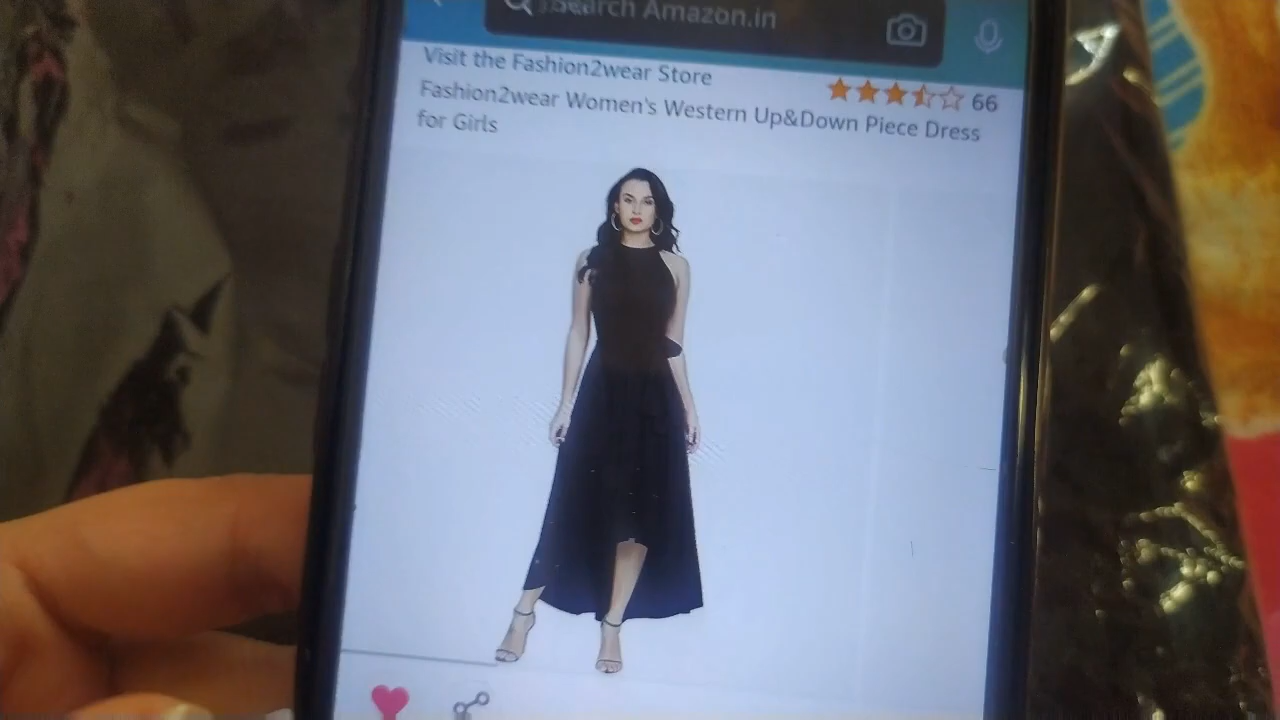 Search Amazon.in
Visit the Fashion2wear Store
66
Fashion2wear Women's Western Up&Down Piece Dress
for Girls